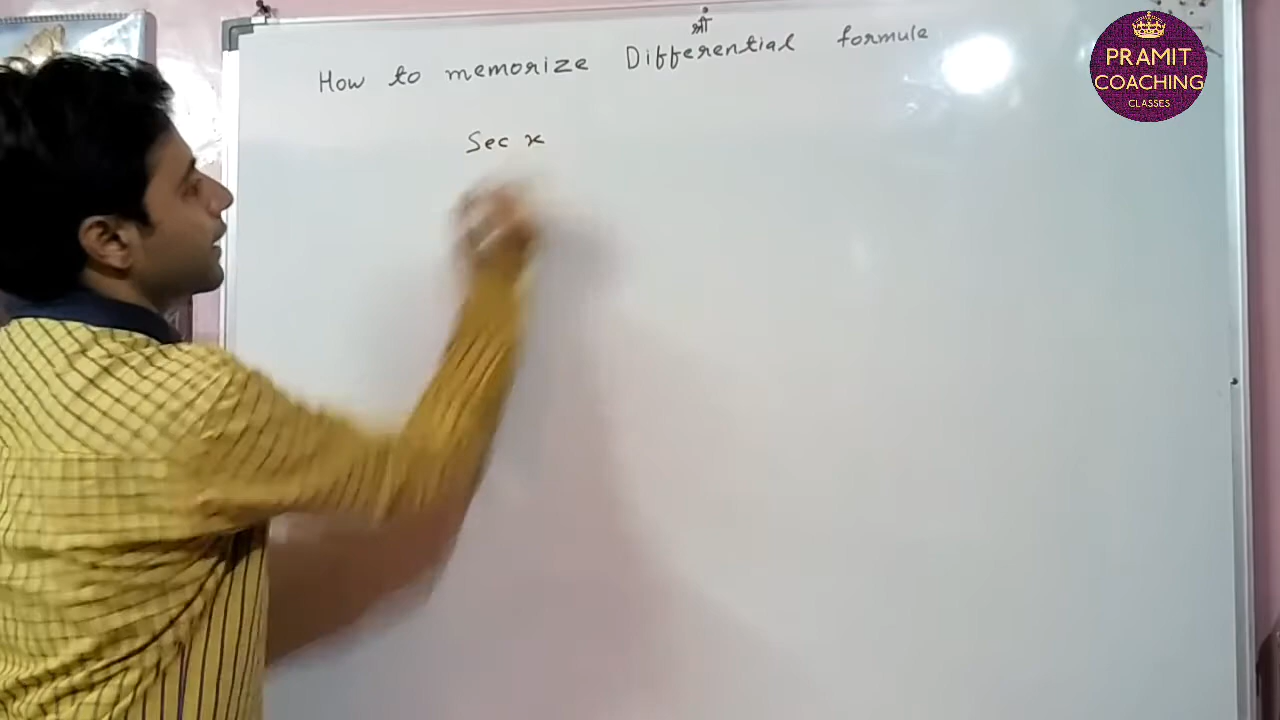 श्रीं
How to memorize Differential formule
Sec x
PRAMIT
COACHING
CLASSES